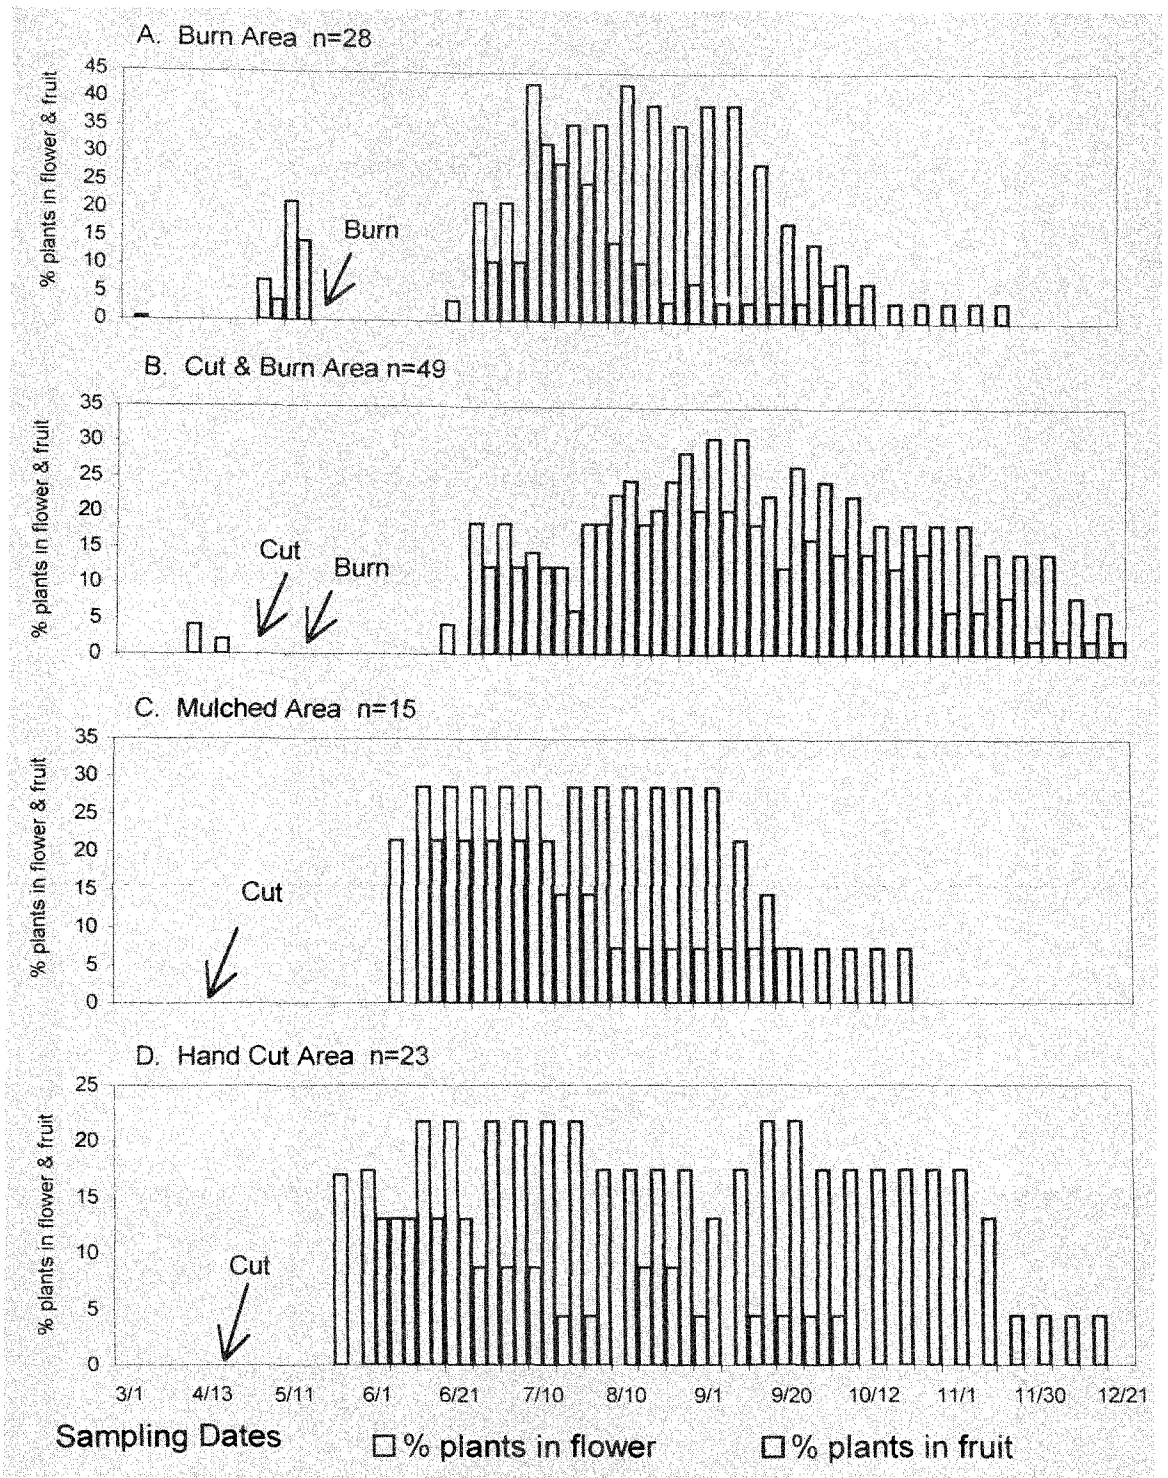 A. Burn Area n=28
% plants in flower & fruit
45
40
35
30
25
20
15
10
5
0
Burn
B. Cut & Burn Area n=49
% plants in flower & fruit
35
30
25
20
15
10
5
0
Cut
Burn
C. Mulched Area n=15
% plants in flower & fruit
35
30
25
20
15
10
5
0
Cut
D. Hand Cut Area n=23
% plants in flower & fruit
25
20
15
10
5
0
Cut
3/1 4/13 5/11 6/1 6/21 7/10 8/10 9/1 9/20 10/12 11/1 11/30 12/21
Sampling Dates
% plants in flower % plants in fruit